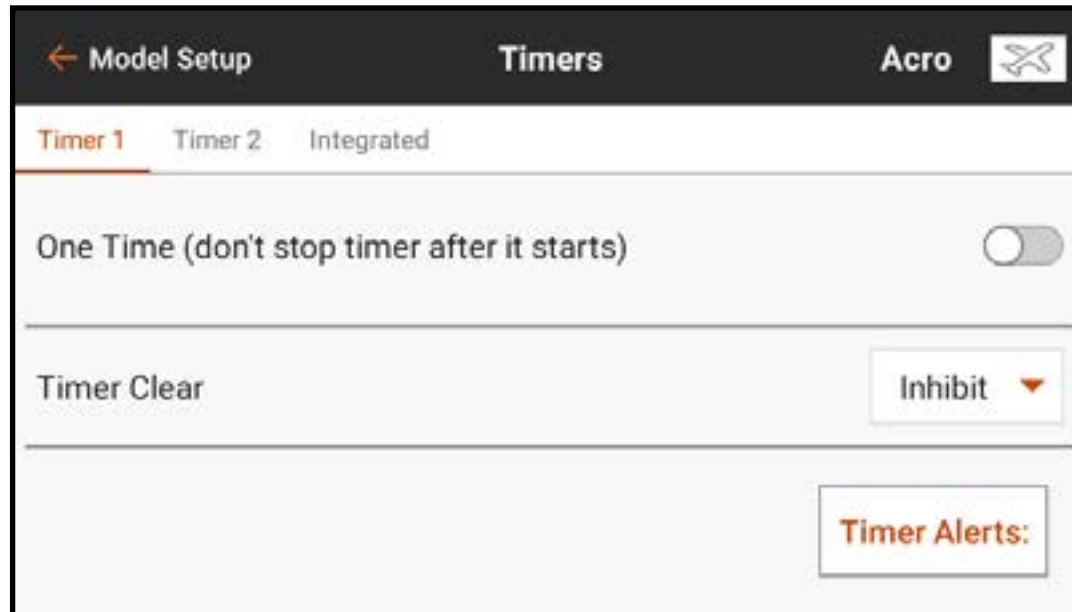 Model Setup Timers Acro
Timer 1 Timer 2 Integrated
One Time (don't stop timer after it starts)
Timer Clear Inhibit
Timer Alerts: